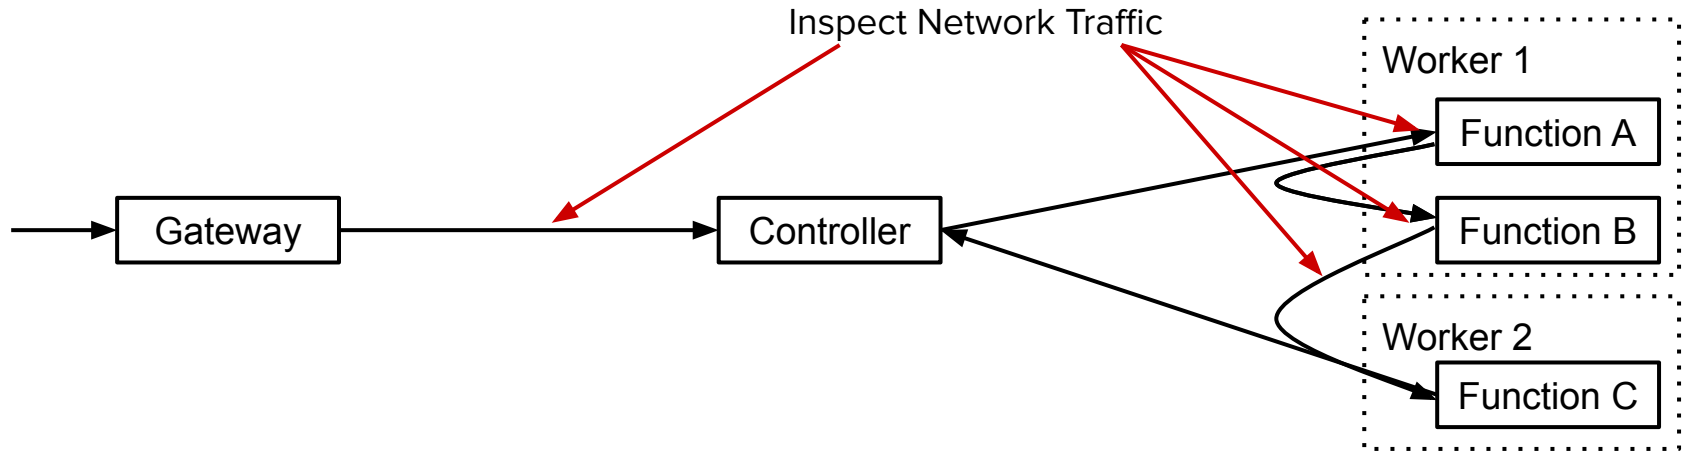 Inspect Network Traffic
Worker 1
Function A
Gateway
Controller
Function B
Worker 2
Function C